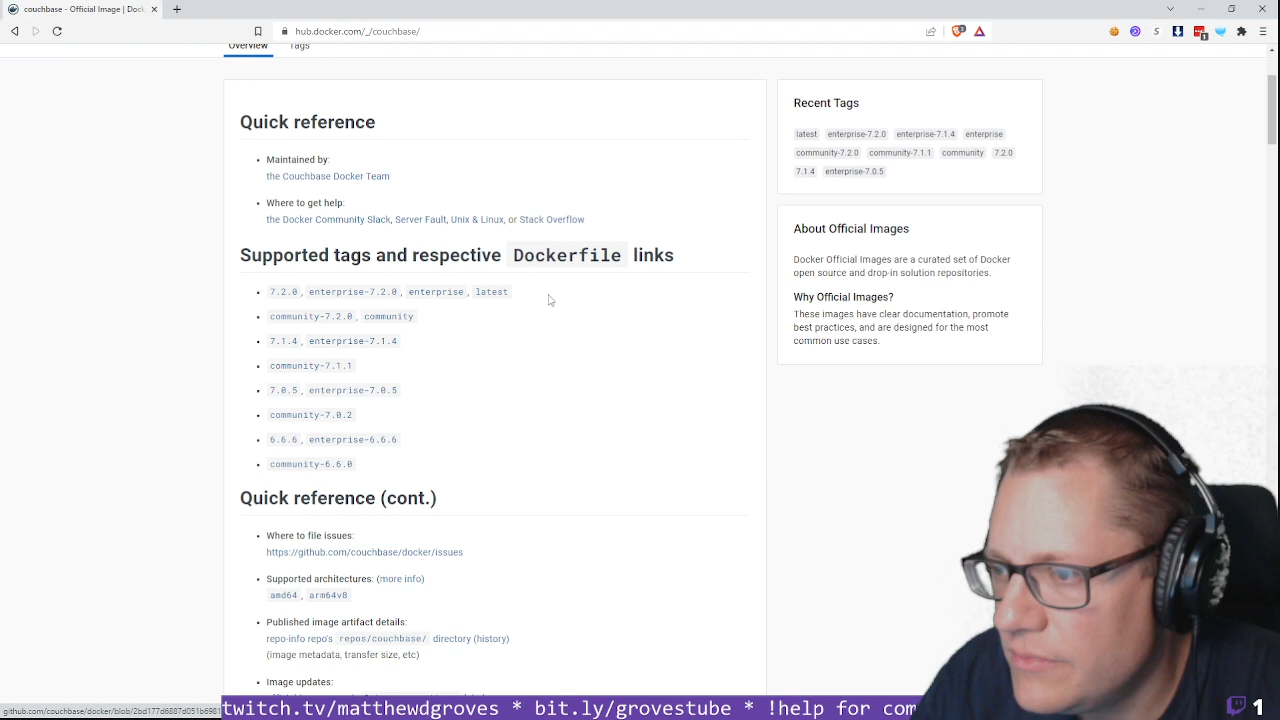 couchbase - Official Image | Doc
hub.docker.com/_/couchbase/
Overview
Tags
Quick reference
Maintained by:
the Couchbase Docker Team
Where to get help:
the Docker Community Slack, Server Fault, Unix & Linux, or Stack Overflow
Supported tags and respective Dockerfile links
7.2.0, enterprise-7.2.0, enterprise, latest
community-7.2.0, community
7.1.4, enterprise-7.1.4
community-7.1.1
7.0.5, enterprise-7.0.5
community-7.0.2
6.6.6, enterprise-6.6.6
community-6.6.0
Quick reference (cont.)
Where to file issues:
https://github.com/couchbase/docker/issues
Supported architectures: (more info)
amd64, arm64v8
Published image artifact details:
repo-info repo's repos/couchbase/ directory (history)
(image metadata, transfer size, etc)
Image updates:
Recent Tags
latest enterprise-7.2.0 enterprise-7.1.4 enterprise
community-7.2.0 community-7.1.1 community 7.2.0
7.1.4 enterprise-7.0.5
About Official Images
Docker Official Images are a curated set of Docker
open source and drop-in solution repositories.
Why Official Images?
These images have clear documentation, promote
best practices, and are designed for the most
common use cases.
github.com/couchbase/docker/blob/2bd177d6887d051b6981
twitch.tv/matthewdgroves * bit.ly/grovestube * !help for com
1